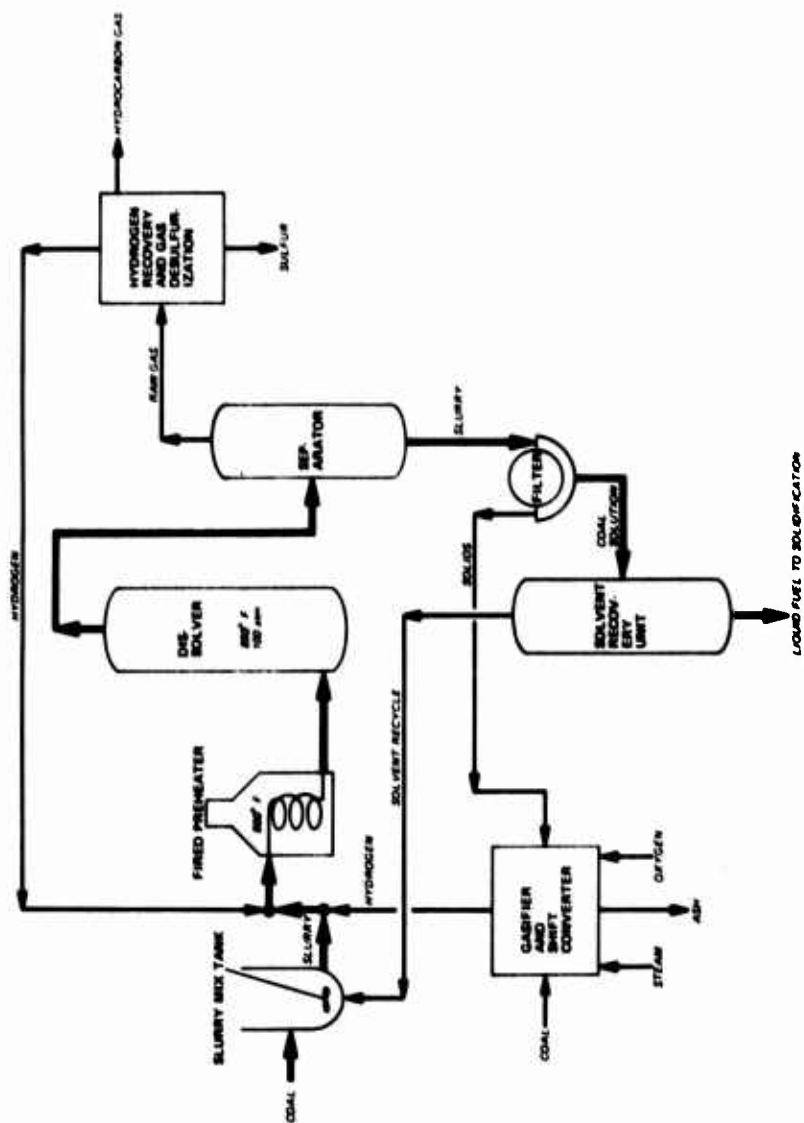 HYDROCARBON GAS
HYDROGEN
RECOVERY
AND GAS
DESULFUR-
IZATION
SULFUR
RAW GAS
HYDROGEN
SEP-
ARATOR
SLURRY
FILTER
SOLIDS
COAL
SOLUTION
DIS-
SOLVER
SOLVENT
RECOV-
ERY
UNIT
LIQUID FUEL TO SOLIDIFICATION
FIRED PREHEATER
SOLVENT RECYCLE
HYDROGEN
SLURRY
SLURRY MIX TANK
COAL
GASIFIER
AND
SHIFT
CONVERTER
OXYGEN
ASH
STEAM
COAL